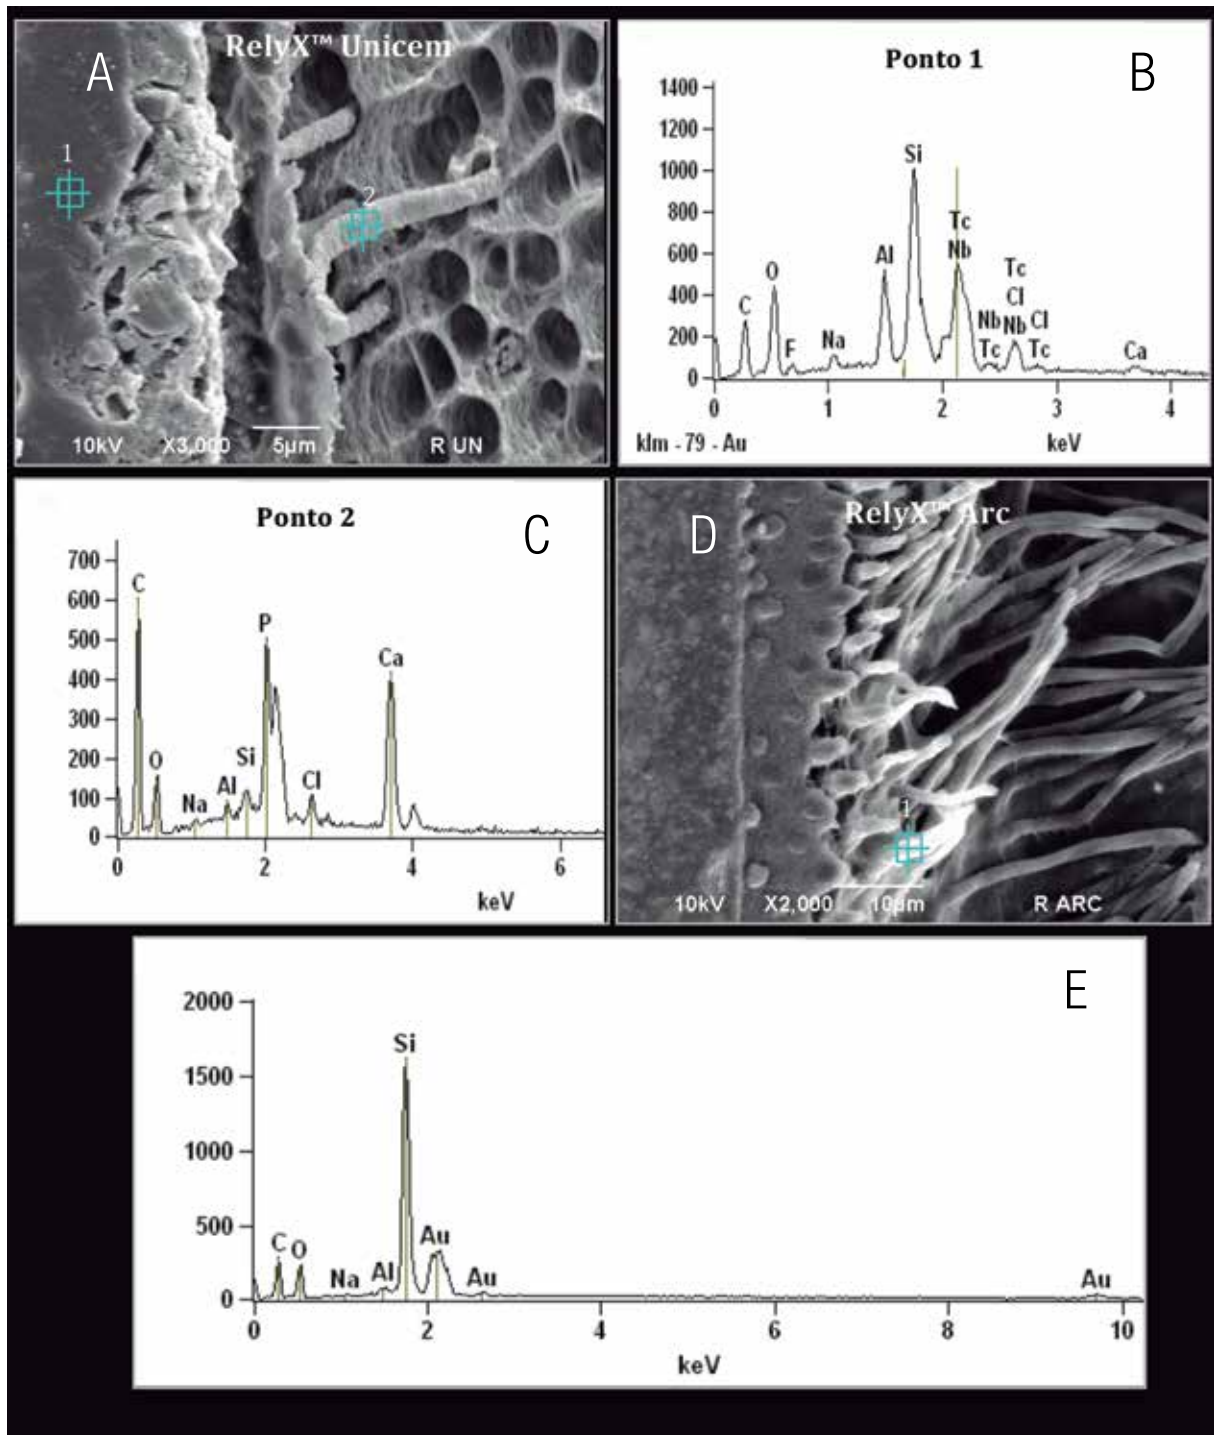 A
RelyX™ Unicem
1
2
10kV X3,000 5µm R UN
B
Ponto 1
1400
1200
1000
800
600
400
200
0
Si
Tc
Nb
Al
O
C
F
Na
Tc
Cl
Nb Nb Cl
Tc Tc
Ca
0 1 2 3 4
klm - 79 - Au keV
C
Ponto 2
700
600
500
400
300
200
100
0
C
P
Ca
O
Si
Al
Na
Cl
0 2 4 6
keV
D
RelyX™ Arc
1
10kV X2,000 10µm R ARC
E
2000
1500
1000
500
0
Si
C O
Na
Al
Au
Au
Au
0 2 4 6 8 10
keV